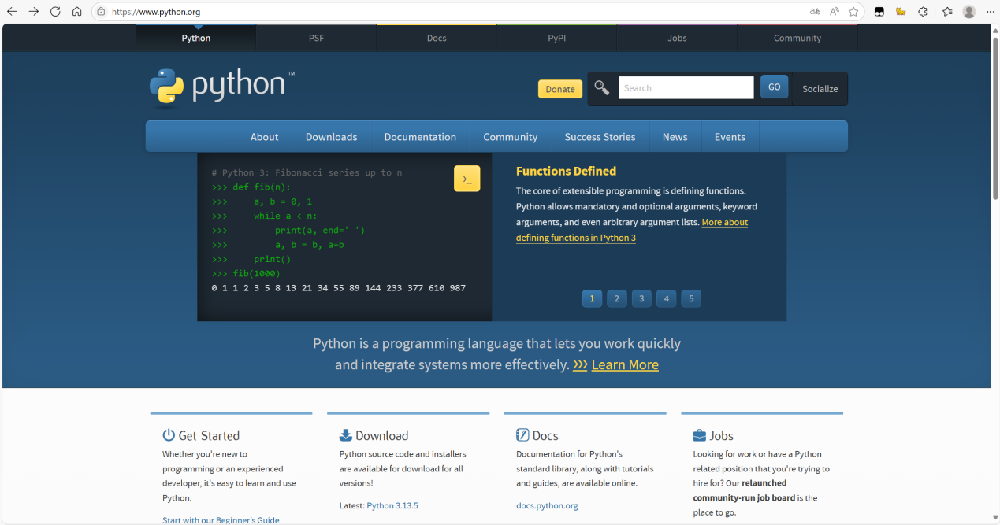 https://www.python.org
Python
PSF
Docs
PyPI
Jobs
Community
python™
Donate
Search
GO
Socialize
About
Downloads
Documentation
Community
Success Stories
News
Events
# Python 3: Fibonacci series up to n
>>> def fib(n):
>>>     a, b = 0, 1
>>>     while a < n:
>>>         print(a, end=' ')
>>>         a, b = b, a+b
>>>     print()
>>> fib(1000)
0 1 1 2 3 5 8 13 21 34 55 89 144 233 377 610 987
>_
Functions Defined
The core of extensible programming is defining functions.
Python allows mandatory and optional arguments, keyword
arguments, and even arbitrary argument lists. More about
defining functions in Python 3
1 2 3 4 5
Python is a programming language that lets you work quickly
and integrate systems more effectively. >>> Learn More
Get Started
Whether you're new to
programming or an experienced
developer, it's easy to learn and use
Python.
Start with our Beginner's Guide
Download
Python source code and installers
are available for download for all
versions!
Latest: Python 3.13.5
Docs
Documentation for Python's
standard library, along with tutorials
and guides, are available online.
docs.python.org
Jobs
Looking for work or have a Python
related position that you're trying to
hire for? Our relaunched
community-run job board is the
place to go.